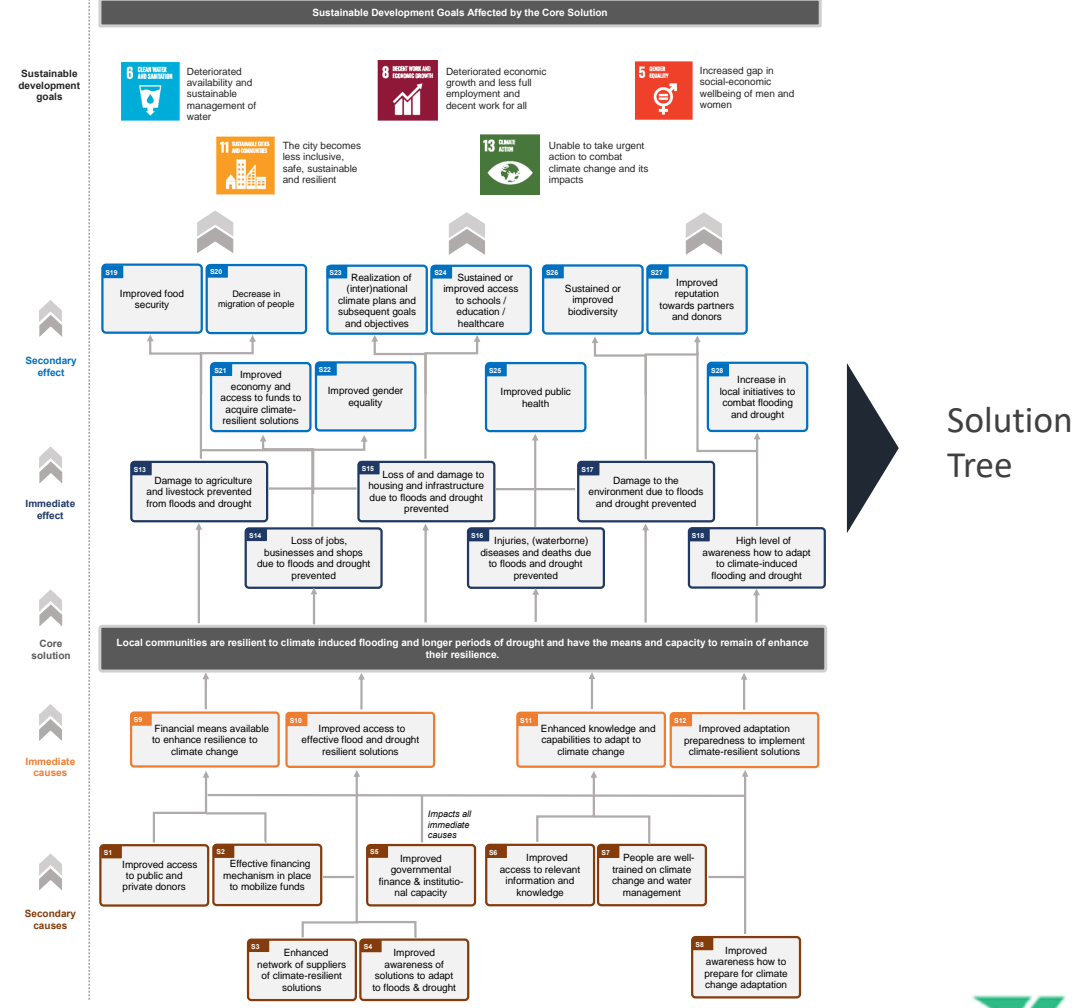 Sustainable Development Goals Affected by the Core Solution
Sustainable
development
goals
6 CLEAN WATER
AND SANITATION
Deteriorated
availability and
sustainable
management of
water
8 DECENT WORK AND
ECONOMIC GROWTH
Deteriorated economic
growth and less full
employment and
decent work for all
5 GENDER
EQUALITY
Increased gap in
social-economic
wellbeing of men and
women
11 SUSTAINABLE CITIES
AND COMMUNITIES
The city becomes
less inclusive,
safe, sustainable
and resilient
13 CLIMATE
ACTION
Unable to take urgent
action to combat
climate change and its
impacts
Secondary
effect
S19
Improved food
security
S20
Decrease in
migration of people
S23
Realization of
(inter)national
climate plans and
subsequent goals
and objectives
S24
Sustained or
improved access
to schools /
education /
healthcare
S26
Sustained or
improved
biodiversity
S27
Improved
reputation
towards partners
and donors
S21
Improved
economy and
access to funds to
acquire climate-
resilient solutions
S22
Improved gender
equality
S25
Improved public
health
S28
Increase in
local initiatives to
combat flooding
and drought
Solution
Tree
Immediate
effect
S13
Damage to agriculture
and livestock prevented
from floods and drought
S15
Loss of and damage to
housing and infrastructure
due to floods and drought
prevented
S17
Damage to the
environment due to floods
and drought prevented
S14
Loss of jobs,
businesses and shops
due to floods and drought
prevented
S16
Injuries, (waterborne)
diseases and deaths due
to floods and drought
prevented
S18
High level of
awareness how to adapt
to climate-induced
flooding and drought
Core
solution
Local communities are resilient to climate induced flooding and longer periods of drought and have the means and capacity to remain of enhance
their resilience.
Immediate
causes
S9
Financial means available
to enhance resilience to
climate change
S10
Improved access to
effective flood and drought
resilient solutions
S11
Enhanced knowledge and
capabilities to adapt to
climate change
S12
Improved adaptation
preparedness to implement
climate-resilient solutions
Impacts all
immediate
causes
Secondary
causes
S1
Improved access
to public and
private donors
S2
Effective financing
mechanism in place
to mobilize funds
S5
Improved
governmental
finance & institutio-
nal capacity
S6
Improved
access to relevant
information and
knowledge
S7
People are well-
trained on climate
change and water
management
S3
Enhanced
network of suppliers
of climate-resilient
solutions
S4
Improved
awareness of
solutions to adapt
to floods & drought
S8
Improved
awareness how to
prepare for climate
change adaptation